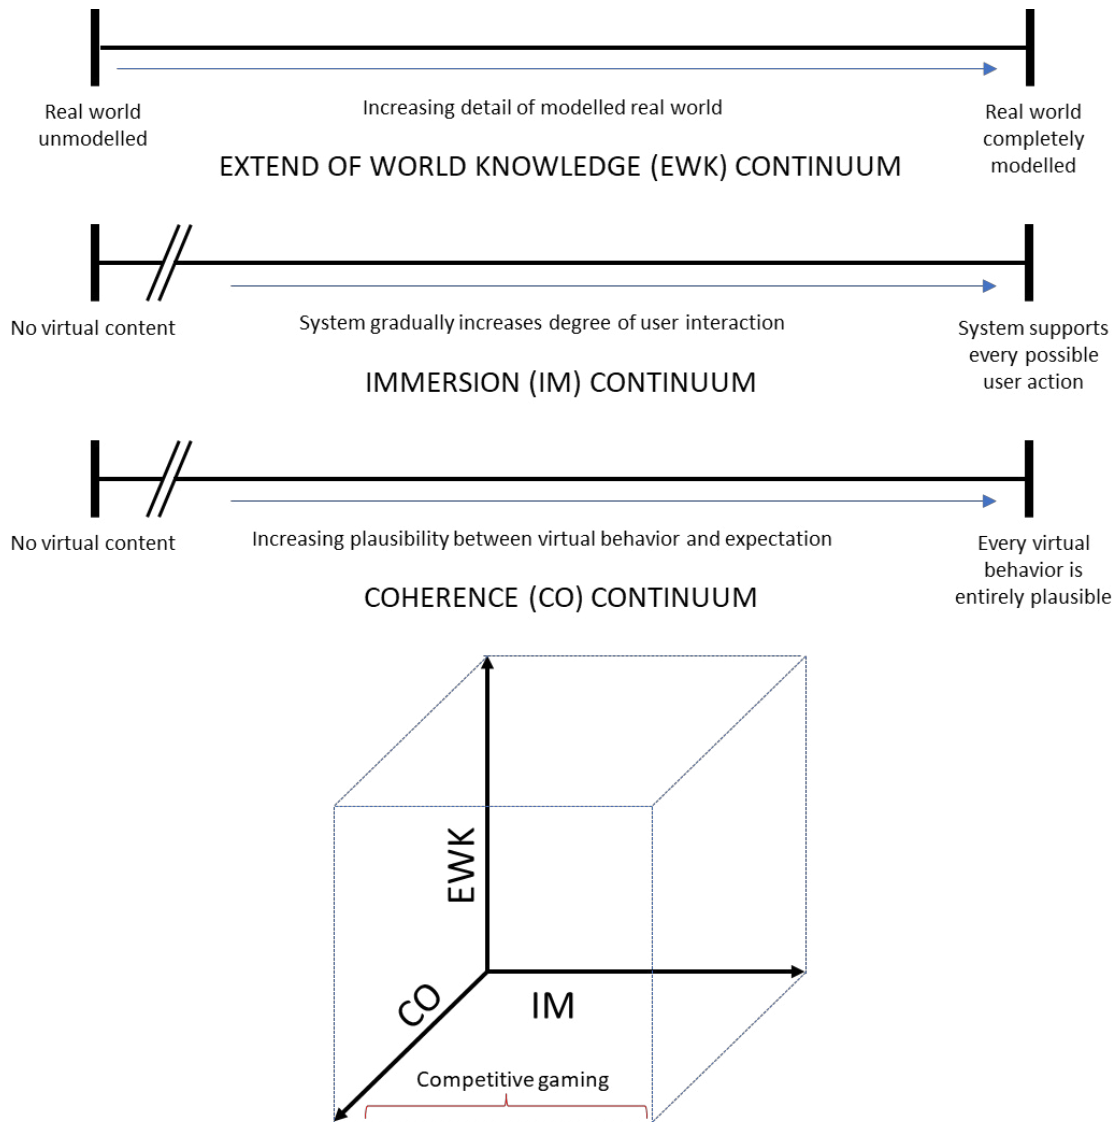 Real world
unmodelled
Increasing detail of modelled real world
Real world
completely
modelled
EXTEND OF WORLD KNOWLEDGE (EWK) CONTINUUM
No virtual content
System gradually increases degree of user interaction
System supports
every possible
user action
IMMERSION (IM) CONTINUUM
No virtual content
Increasing plausibility between virtual behavior and expectation
Every virtual
behavior is
entirely plausible
COHERENCE (CO) CONTINUUM
EWK
CO
IM
Competitive gaming